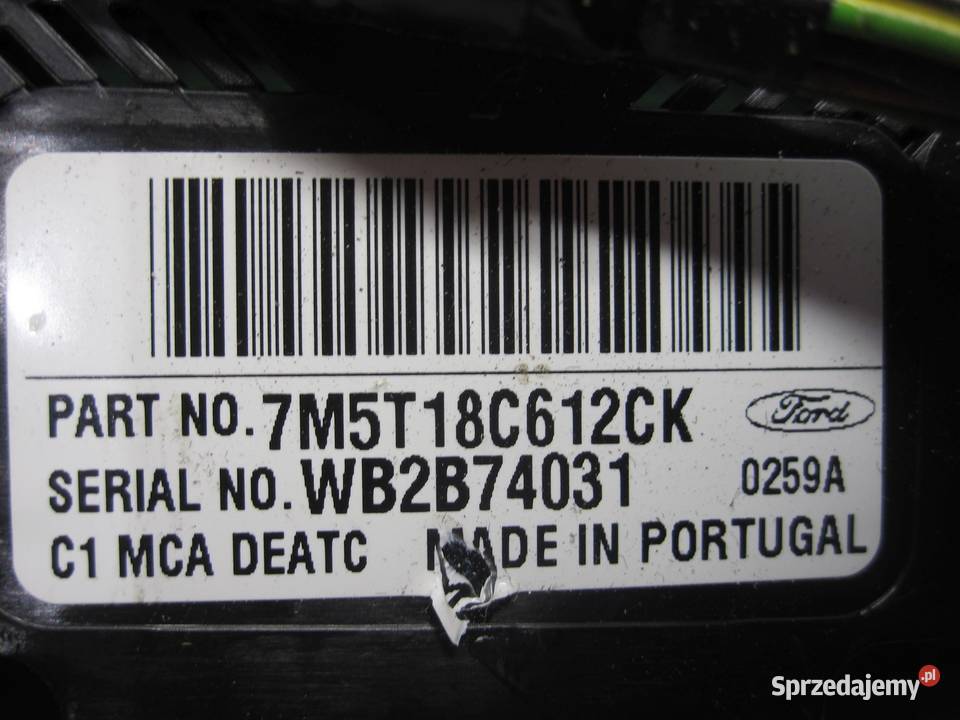 PART NO. 7M5T18C612CK
Ford
SERIAL NO. WB2B74031
0259A
C1 MCA DEATC MADE IN PORTUGAL
Sprzedajemy.pl